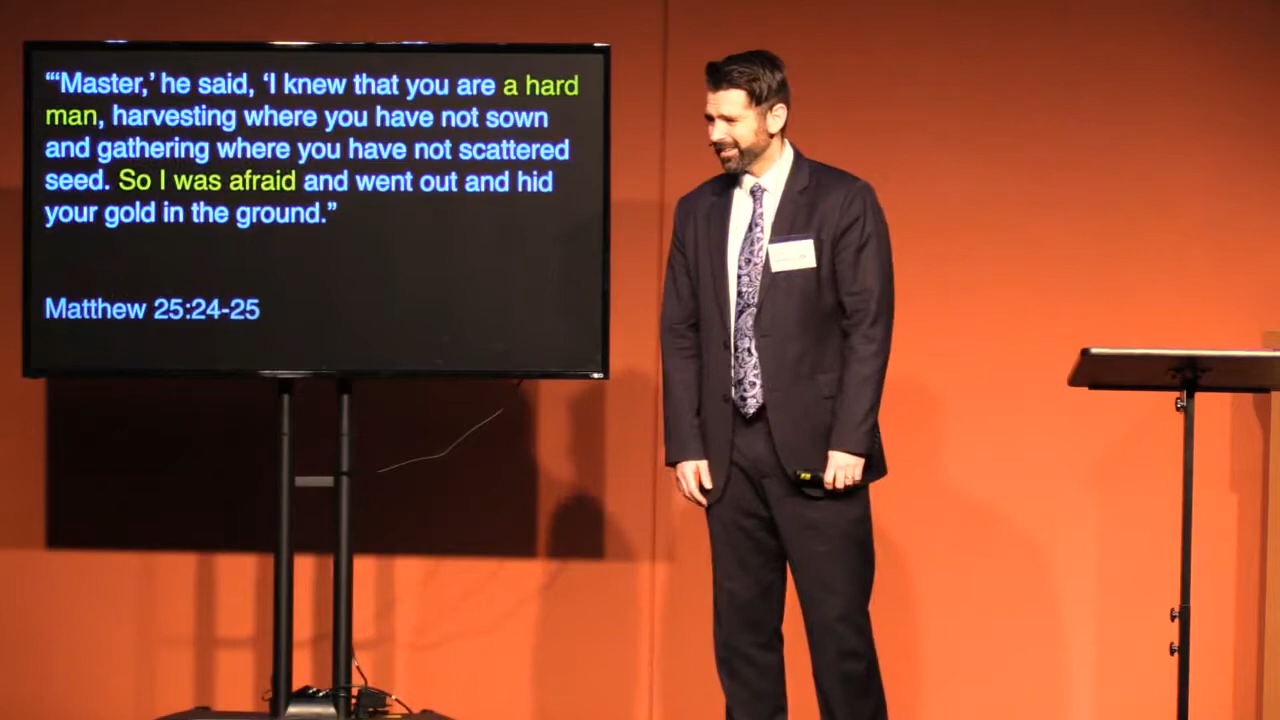 “‘Master,’ he said, ‘I knew that you are a hard
man, harvesting where you have not sown
and gathering where you have not scattered
seed. So I was afraid and went out and hid
your gold in the ground.”
Matthew 25:24-25